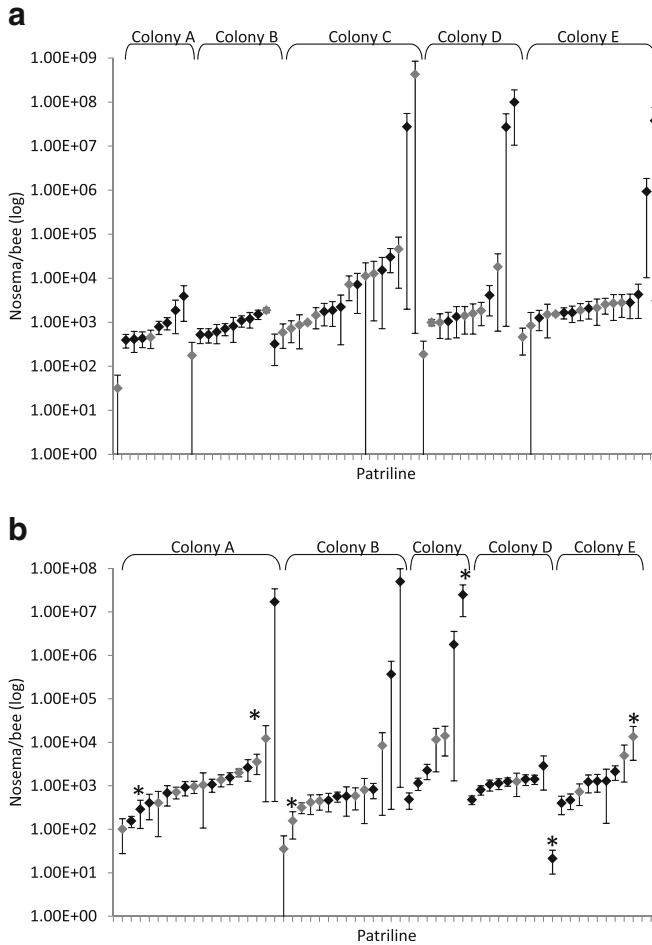 a
Colony A Colony B Colony C Colony D Colony E
1.00E+09
1.00E+08
1.00E+07
1.00E+06
1.00E+05
1.00E+04
1.00E+03
1.00E+02
1.00E+01
1.00E+00
Nosema/bee (log)
Patriline
b
Colony A Colony B Colony Colony D Colony E
1.00E+08
1.00E+07
1.00E+06
1.00E+05
1.00E+04
1.00E+03
1.00E+02
1.00E+01
1.00E+00
Nosema/bee (log)
* * * * * *
Patriline